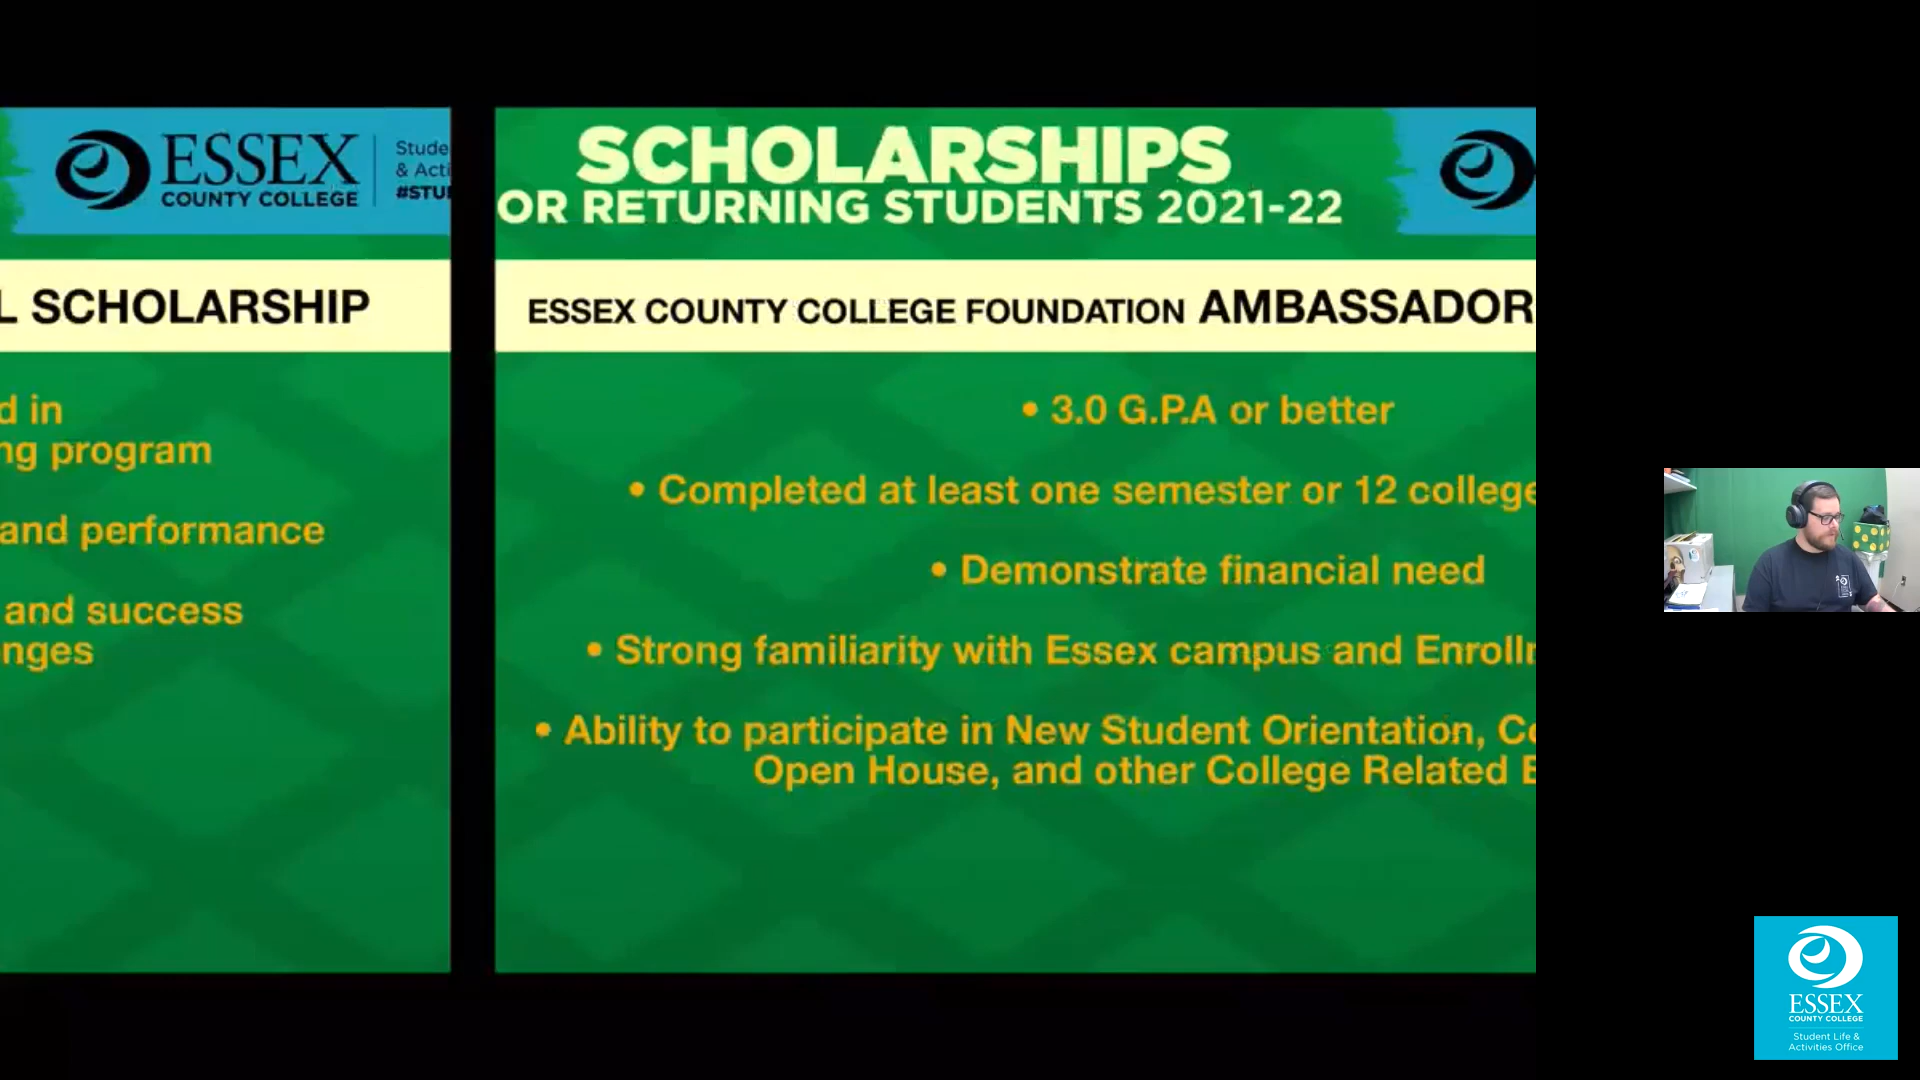 ESSEX
COUNTY COLLEGE
Stude
& Acti
#STU
L SCHOLARSHIP
d in
ng program
and performance
and success
nges
SCHOLARSHIPS
OR RETURNING STUDENTS 2021-22
ESSEX COUNTY COLLEGE FOUNDATION AMBASSADOR
• 3.0 G.P.A or better
• Completed at least one semester or 12 college
• Demonstrate financial need
• Strong familiarity with Essex campus and Enroll
• Ability to participate in New Student Orientation, Co
Open House, and other College Related E
ESSEX
COUNTY COLLEGE
Student Life &
Activities Office